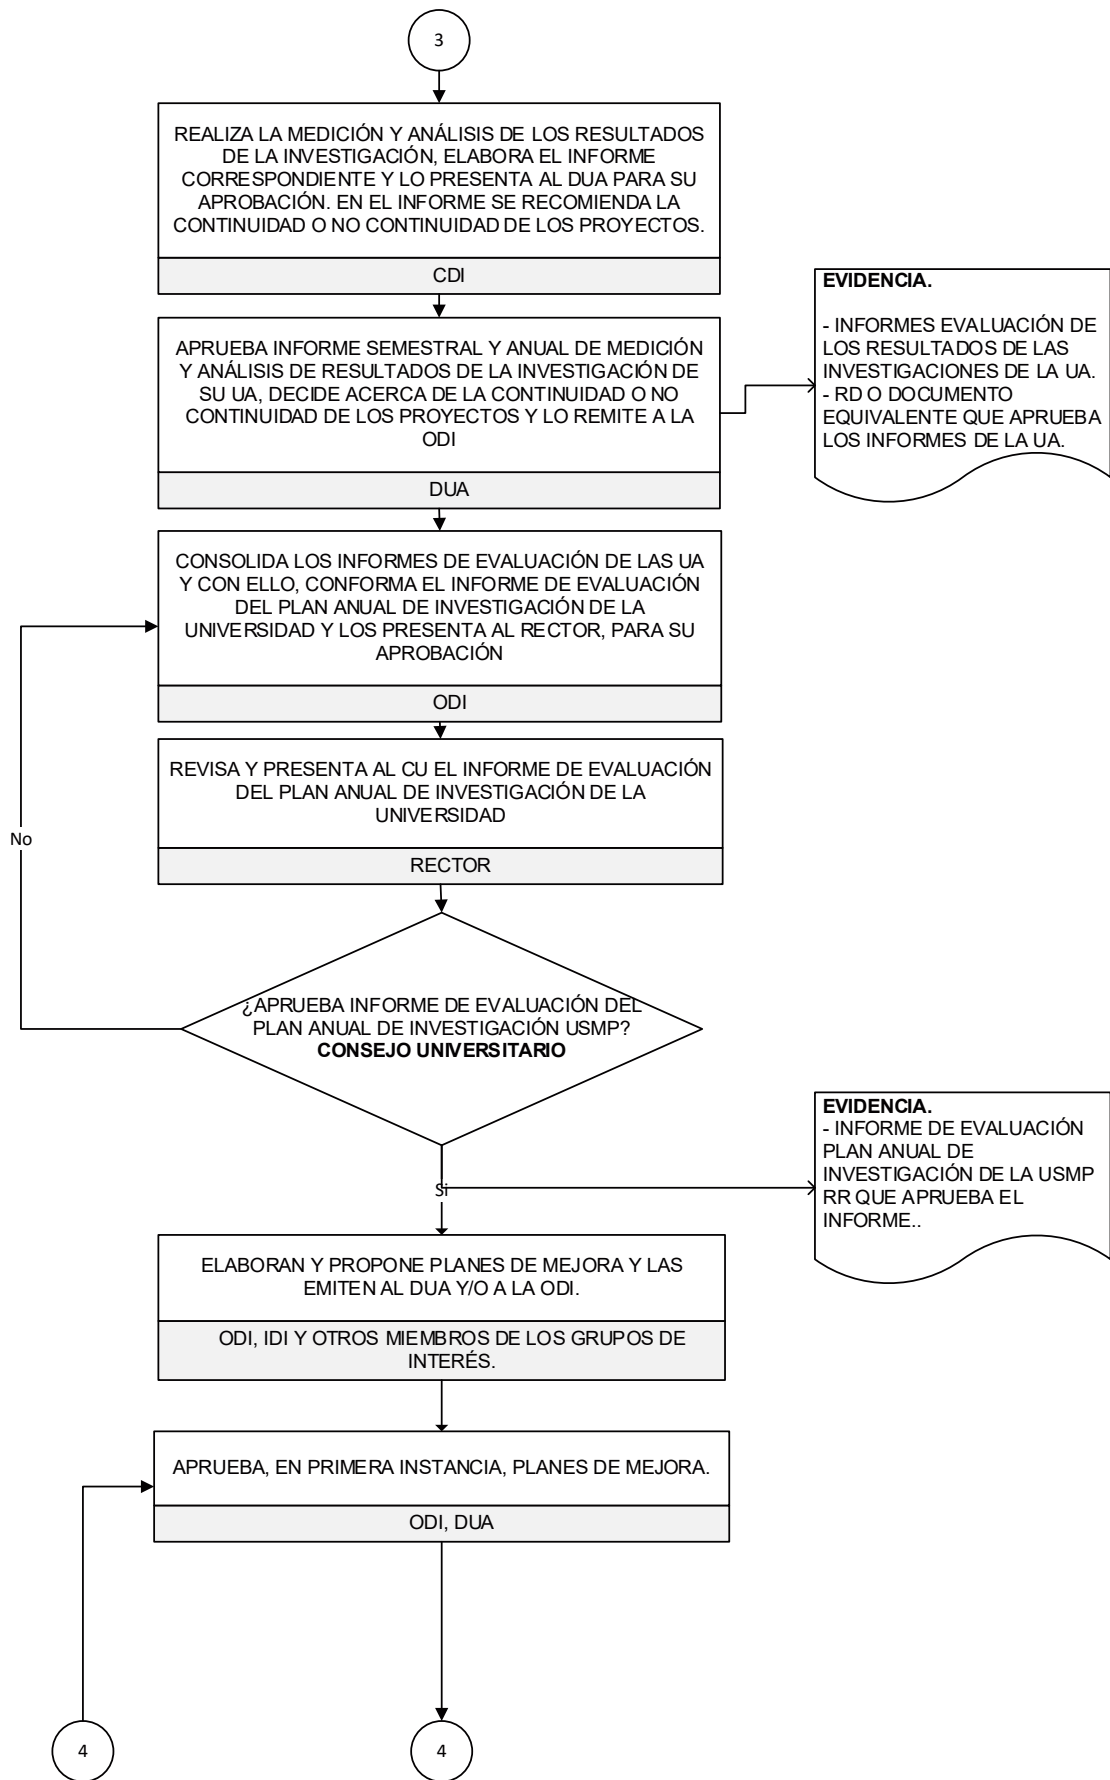 3
REALIZA LA MEDICIÓN Y ANÁLISIS DE LOS RESULTADOS
DE LA INVESTIGACIÓN, ELABORA EL INFORME
CORRESPONDIENTE Y LO PRESENTA AL DUA PARA SU
APROBACIÓN. EN EL INFORME SE RECOMIENDA LA
CONTINUIDAD O NO CONTINUIDAD DE LOS PROYECTOS.
CDI
APRUEBA INFORME SEMESTRAL Y ANUAL DE MEDICIÓN
Y ANÁLISIS DE RESULTADOS DE LA INVESTIGACIÓN DE
SU UA, DECIDE ACERCA DE LA CONTINUIDAD O NO
CONTINUIDAD DE LOS PROYECTOS Y LO REMITE A LA
ODI
DUA
EVIDENCIA.
- INFORMES EVALUACIÓN DE
LOS RESULTADOS DE LAS
INVESTIGACIONES DE LA UA.
- RD O DOCUMENTO
EQUIVALENTE QUE APRUEBA
LOS INFORMES DE LA UA.
CONSOLIDA LOS INFORMES DE EVALUACIÓN DE LAS UA
Y CON ELLO, CONFORMA EL INFORME DE EVALUACIÓN
DEL PLAN ANUAL DE INVESTIGACIÓN DE LA
UNIVERSIDAD Y LOS PRESENTA AL RECTOR, PARA SU
APROBACIÓN
ODI
REVISA Y PRESENTA AL CU EL INFORME DE EVALUACIÓN
DEL PLAN ANUAL DE INVESTIGACIÓN DE LA
UNIVERSIDAD
RECTOR
No
¿APRUEBA INFORME DE EVALUACIÓN DEL
PLAN ANUAL DE INVESTIGACIÓN USMP?
CONSEJO UNIVERSITARIO
Si
EVIDENCIA.
- INFORME DE EVALUACIÓN
PLAN ANUAL DE
INVESTIGACIÓN DE LA USMP
RR QUE APRUEBA EL
INFORME..
ELABORAN Y PROPONE PLANES DE MEJORA Y LAS
EMITEN AL DUA Y/O A LA ODI.
ODI, IDI Y OTROS MIEMBROS DE LOS GRUPOS DE
INTERÉS.
APRUEBA, EN PRIMERA INSTANCIA, PLANES DE MEJORA.
ODI, DUA
4
4